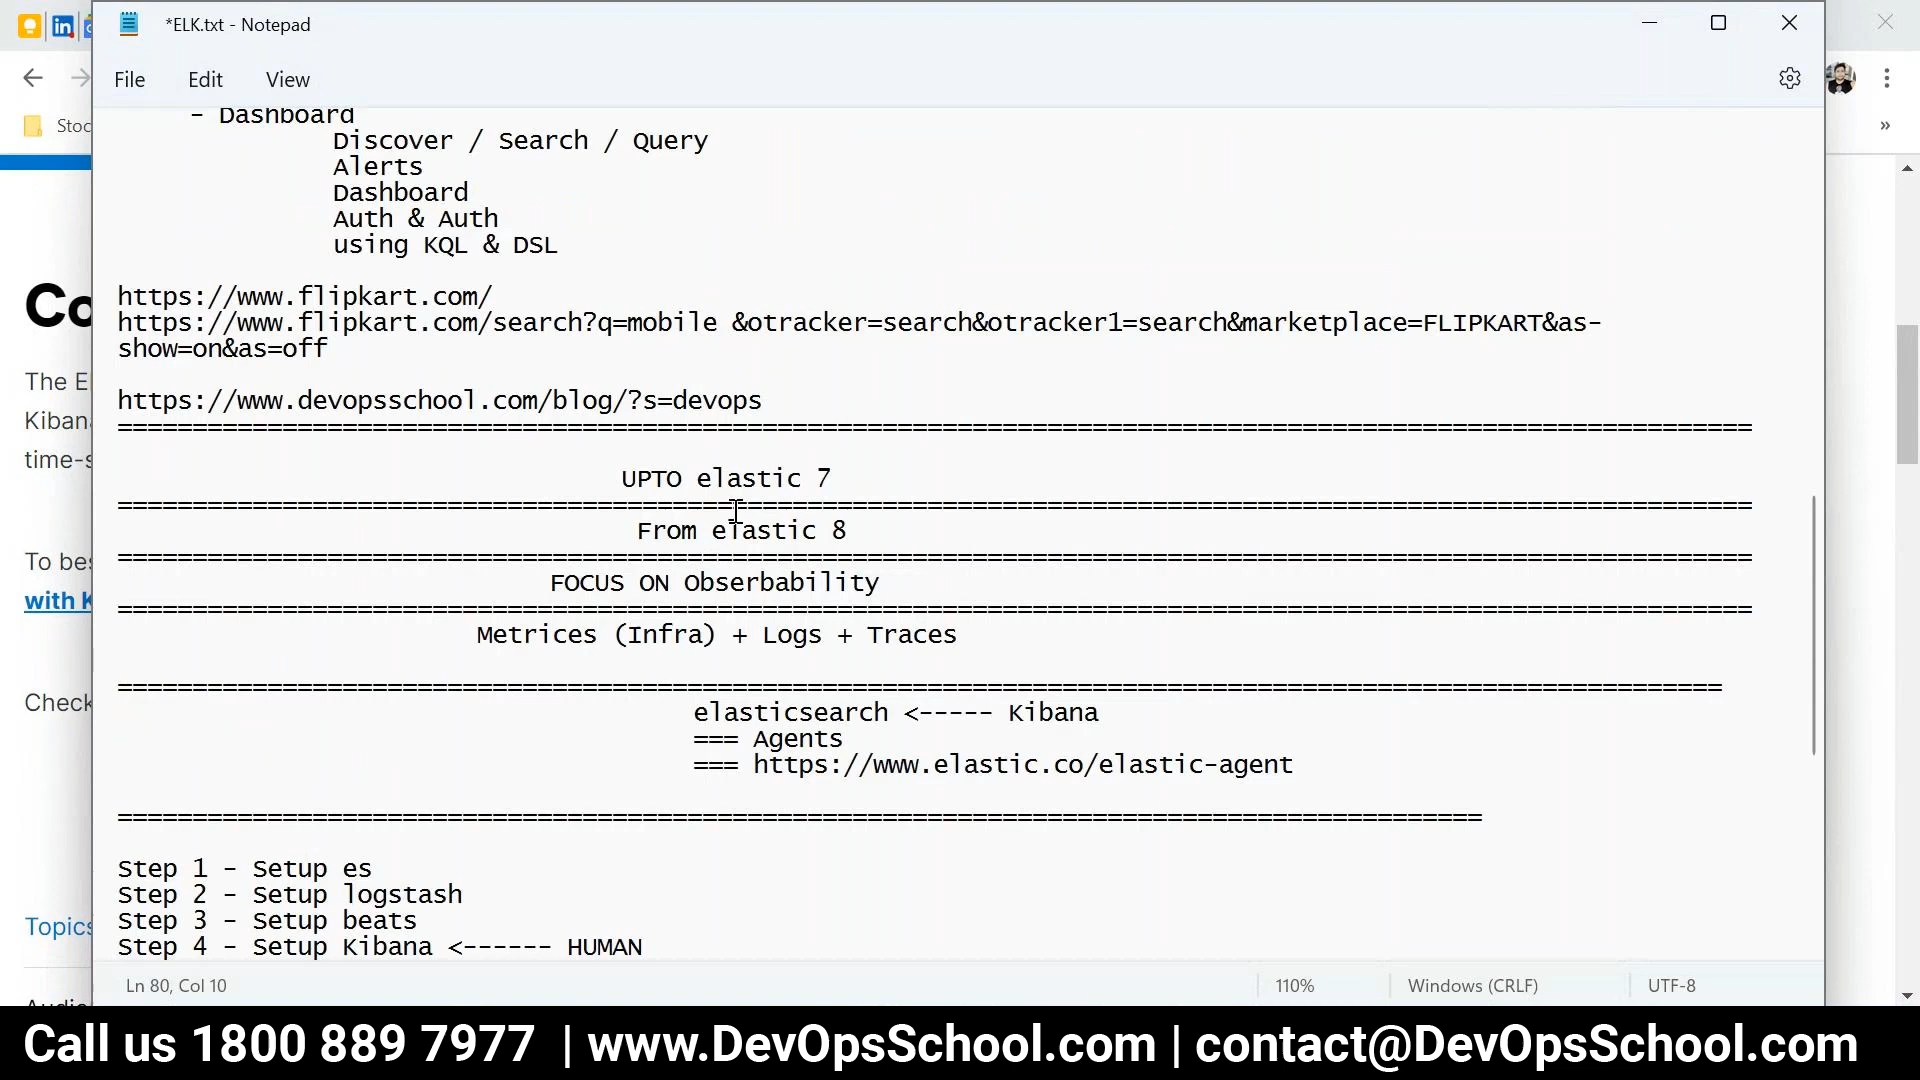 *ELK.txt - Notepad
File Edit View
Stoc
- Dashboard
Discover / Search / Query
Alerts
Dashboard
Auth & Auth
using KQL & DSL
https://www.flipkart.com/
https://www.flipkart.com/search?q=mobile &otracker=search&otracker1=search&marketplace=FLIPKART&as-
show=on&as=off
https://www.devopsschool.com/blog/?s=devops
=============================================================================================================
UPTO elastic 7
=============================================================================================================
From elastic 8
=============================================================================================================
FOCUS ON Obserbability
=============================================================================================================
Metrices (Infra) + Logs + Traces
===========================================================================================================
elasticsearch <----- Kibana
=== Agents
=== https://www.elastic.co/elastic-agent
===========================================================================================
Step 1 - Setup es
Step 2 - Setup logstash
Step 3 - Setup beats
Step 4 - Setup Kibana <------ HUMAN
Ln 80, Col 10 110% Windows (CRLF) UTF-8
Co
The E
Kibana
time-s
To bes
with K
Check
Topics
Call us 1800 889 7977 | www.DevOpsSchool.com | contact@DevOpsSchool.com